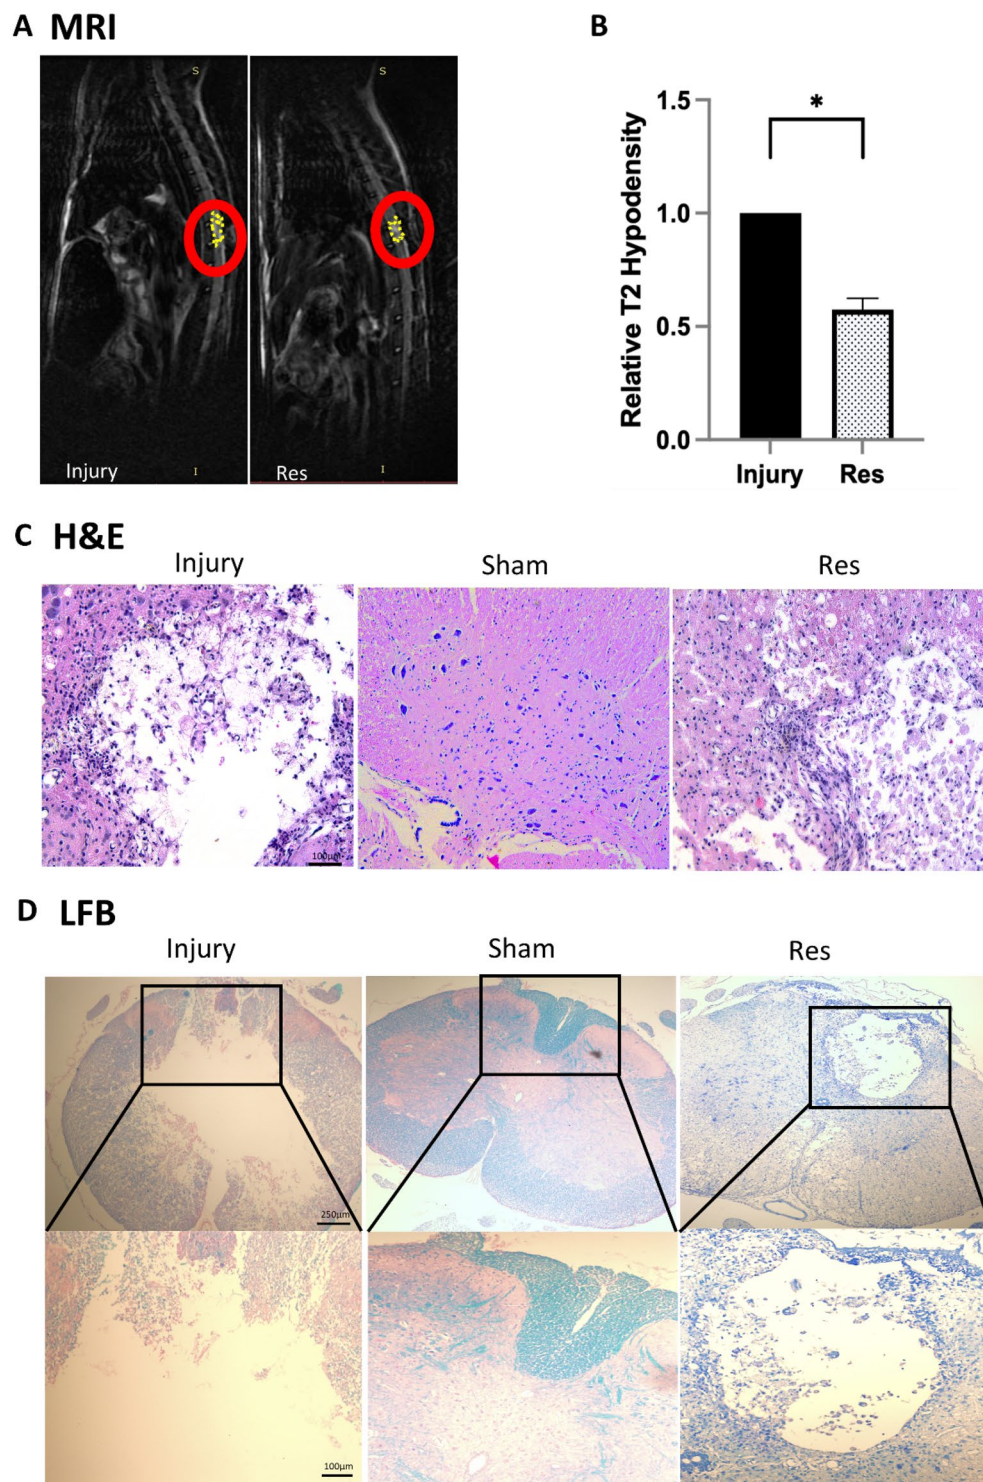 A MRI
S
S
Injury
I
Res
I
B
*
1.5
1.0
0.5
0.0
Relative T2 Hypodensity
Injury
Res
C H&E
Injury
Sham
Res
100μm
D LFB
Injury
Sham
Res
250μm
100μm